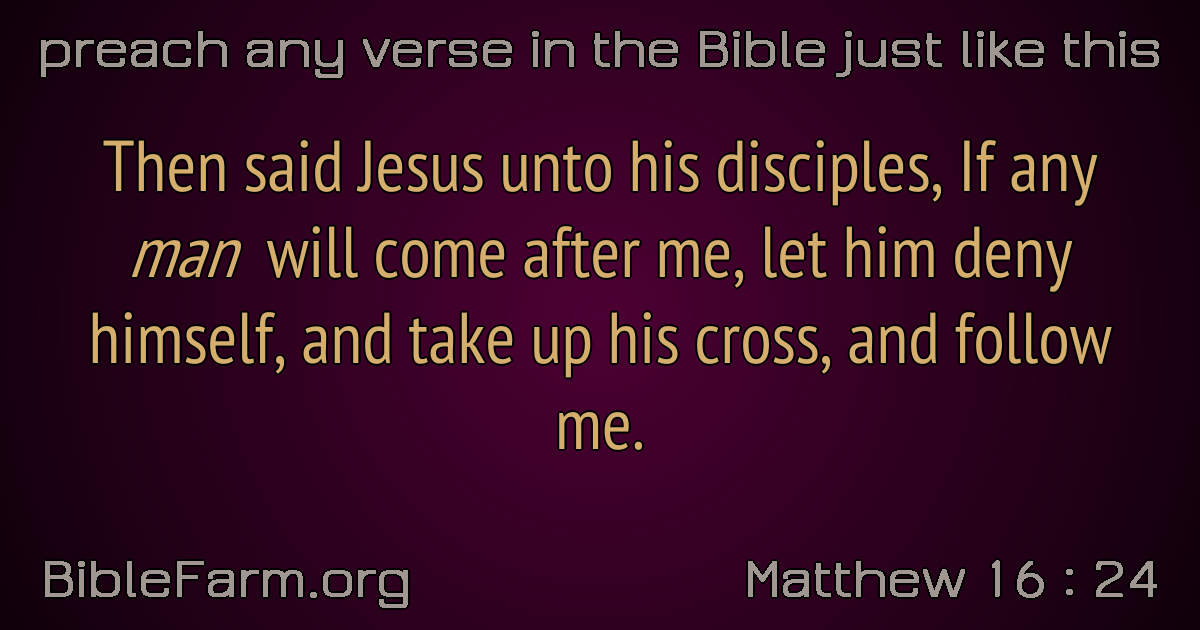 preach any verse in the Bible just like this
Then said Jesus unto his disciples, If any
man will come after me, let him deny
himself, and take up his cross, and follow
me.
BibleFarm.org
Matthew 16 : 24